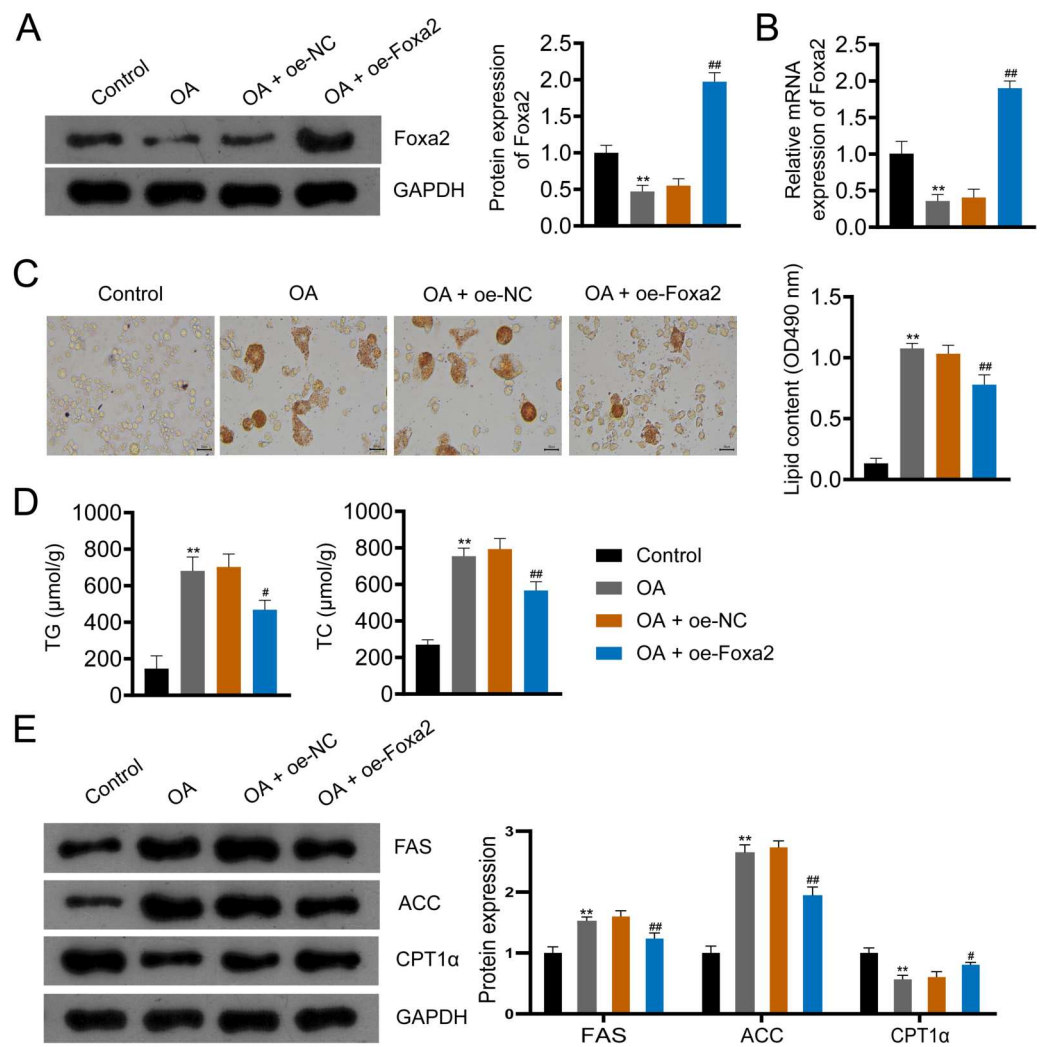 A
Control
OA
OA + oe-NC
OA + oe-Foxa2
Foxa2
GAPDH
Protein expression
of Foxa2
2.5
2.0
1.5
1.0
0.5
0.0
**
##
B
Relative mRNA
expression of Foxa2
2.5
2.0
1.5
1.0
0.5
0.0
**
##
C
Control
OA
OA + oe-NC
OA + oe-Foxa2
Lipid content (OD490 nm)
1.5
1.0
0.5
0.0
**
##
D
TG (μmol/g)
1000
800
600
400
200
0
**
#
TC (μmol/g)
1000
800
600
400
200
0
**
##
Control
OA
OA + oe-NC
OA + oe-Foxa2
E
Control
OA
OA + oe-NC
OA + oe-Foxa2
FAS
ACC
CPT1α
GAPDH
Protein expression
3
2
1
0
**
##
**
##
**
#
FAS
ACC
CPT1α